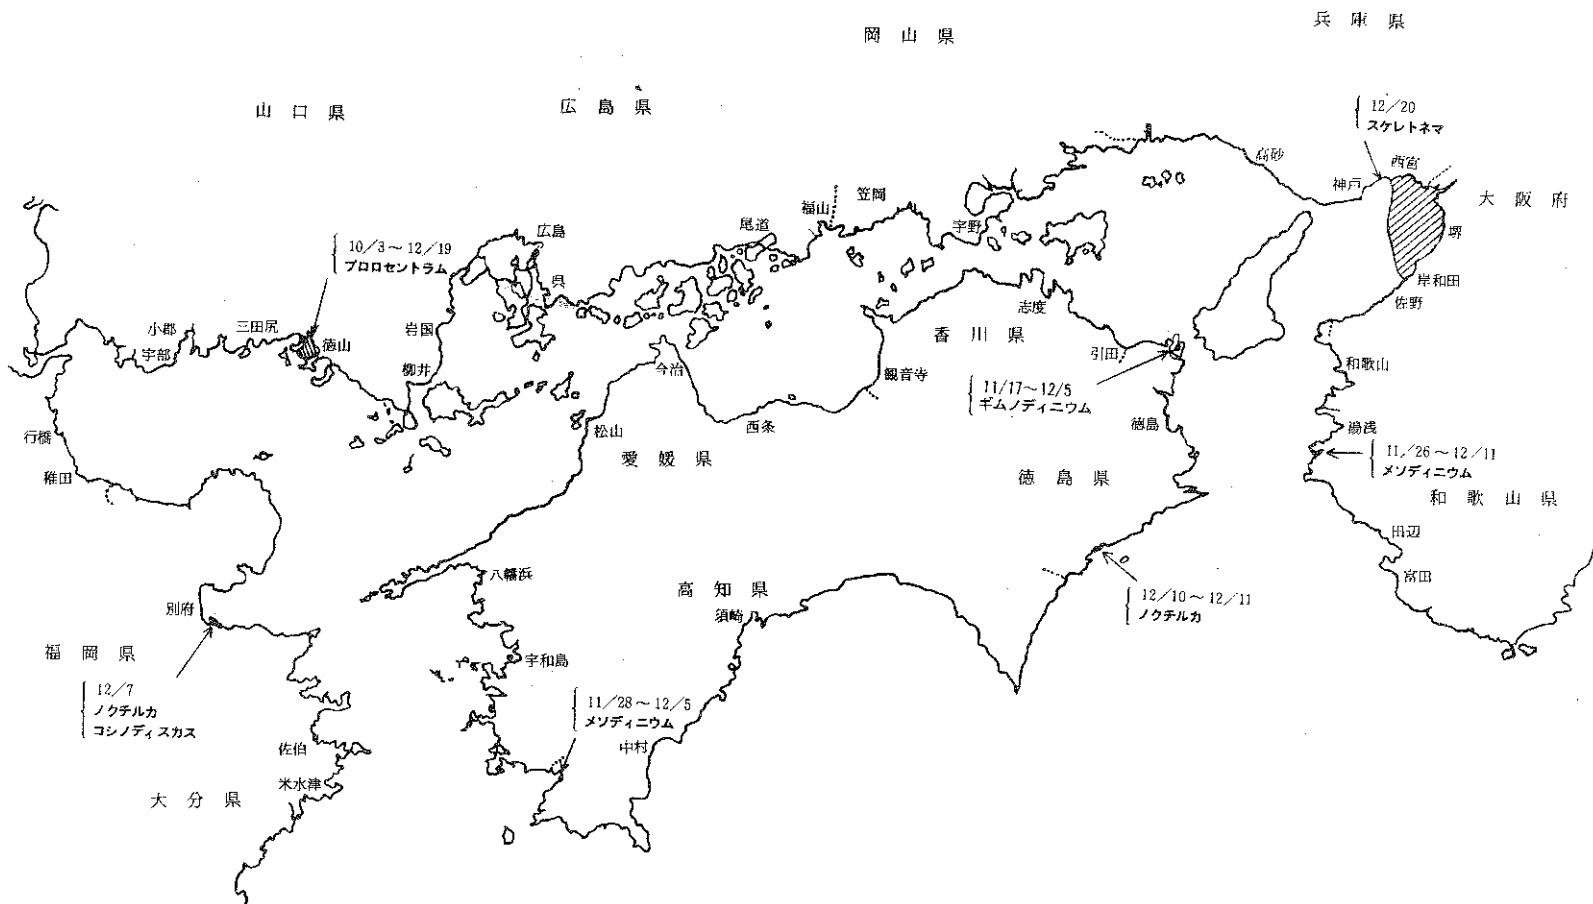 兵庫県
岡山県
山口県
広島県
12/20
スケレトネマ
高砂
西宮
神戸
大阪府
笠岡
福山
尾道
広島
宇野
堺
10/3～12/19
プロロセントラム
岸和田
呉
佐野
志度
小郡
三田尻
岩国
香川県
宇部
徳山
引田
今治
和歌山
柳井
観音寺
11/17～12/5
ギムノディニウム
行橋
松山
西条
徳島
湯浅
愛媛県
11/26～12/11
メソディニウム
稚田
徳島県
和歌山県
田辺
八幡浜
富田
高知県
12/10～12/11
ノクチルカ
別府
須崎
福岡県
宇和島
12/7
ノクチルカ
コシノディスカス
11/28～12/5
メソディニウム
佐伯
中村
米水津
大分県